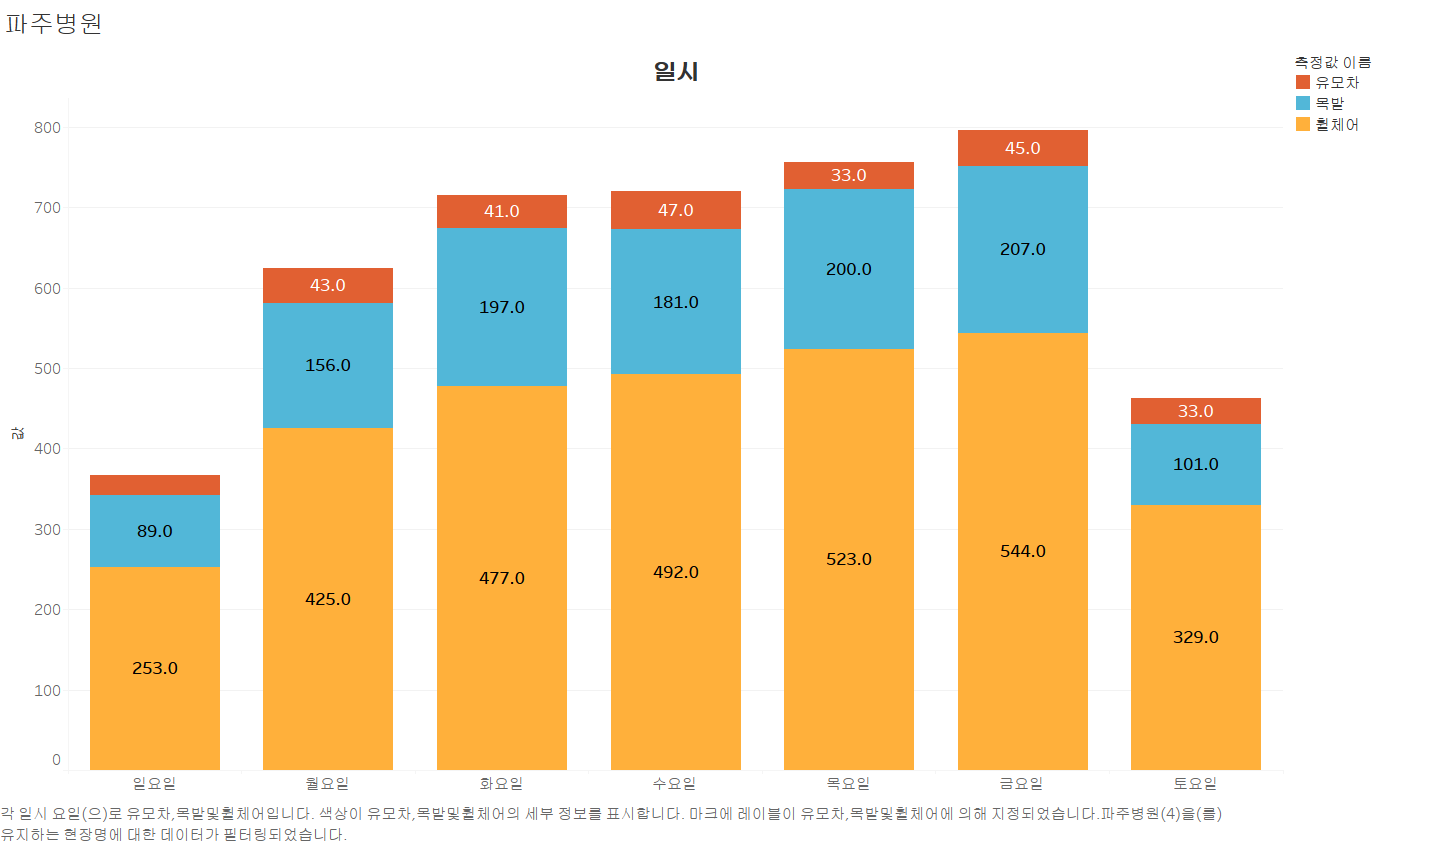 파주병원
일시
측정값 이름
유모차
목발
휠체어
800
700
600
500
400
300
200
100
0
값
89.0
253.0
43.0
156.0
425.0
41.0
197.0
477.0
47.0
181.0
492.0
33.0
200.0
523.0
45.0
207.0
544.0
33.0
101.0
329.0
일요일 월요일 화요일 수요일 목요일 금요일 토요일
각 일시 요일(으)로 유모차,목발및휠체어입니다. 색상이 유모차,목발및휠체어의 세부 정보를 표시합니다. 마크에 레이블이 유모차,목발및휠체어에 의해 지정되었습니다.파주병원(4)을(를)
유지하는 현장명에 대한 데이터가 필터링되었습니다.